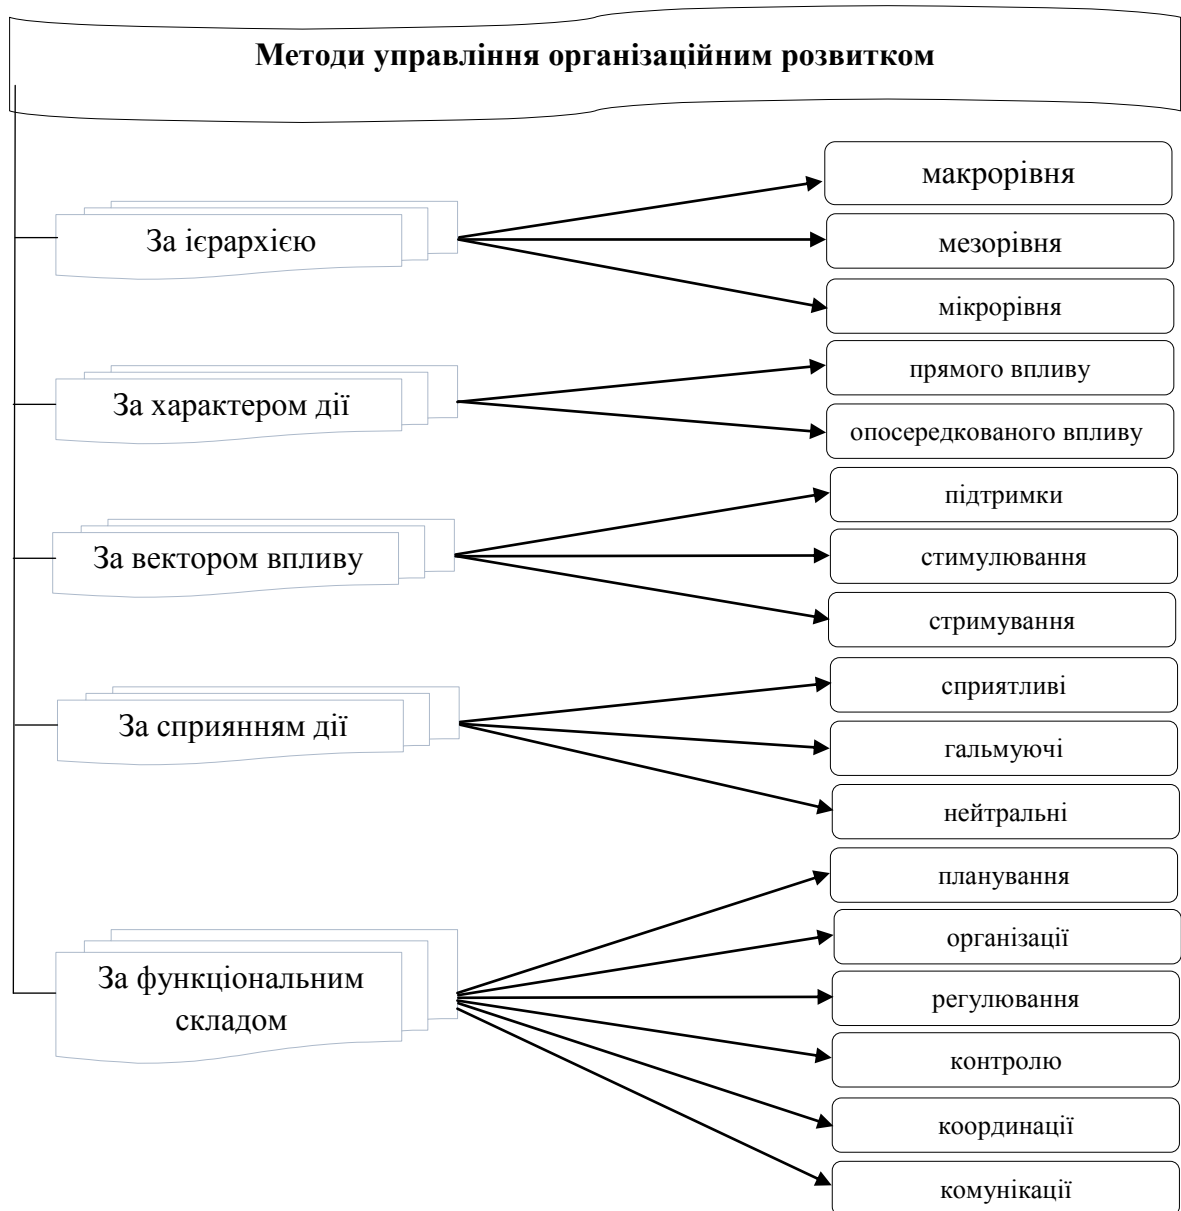 Методи управління організаційним розвитком
За ієрархією
макрорівня
мезорівня
мікрорівня
За характером дії
прямого впливу
опосередкованого впливу
За вектором впливу
підтримки
стимулювання
стримування
За сприянням дії
сприятливі
гальмуючі
нейтральні
За функціональним
складом
планування
організації
регулювання
контролю
координації
комунікації